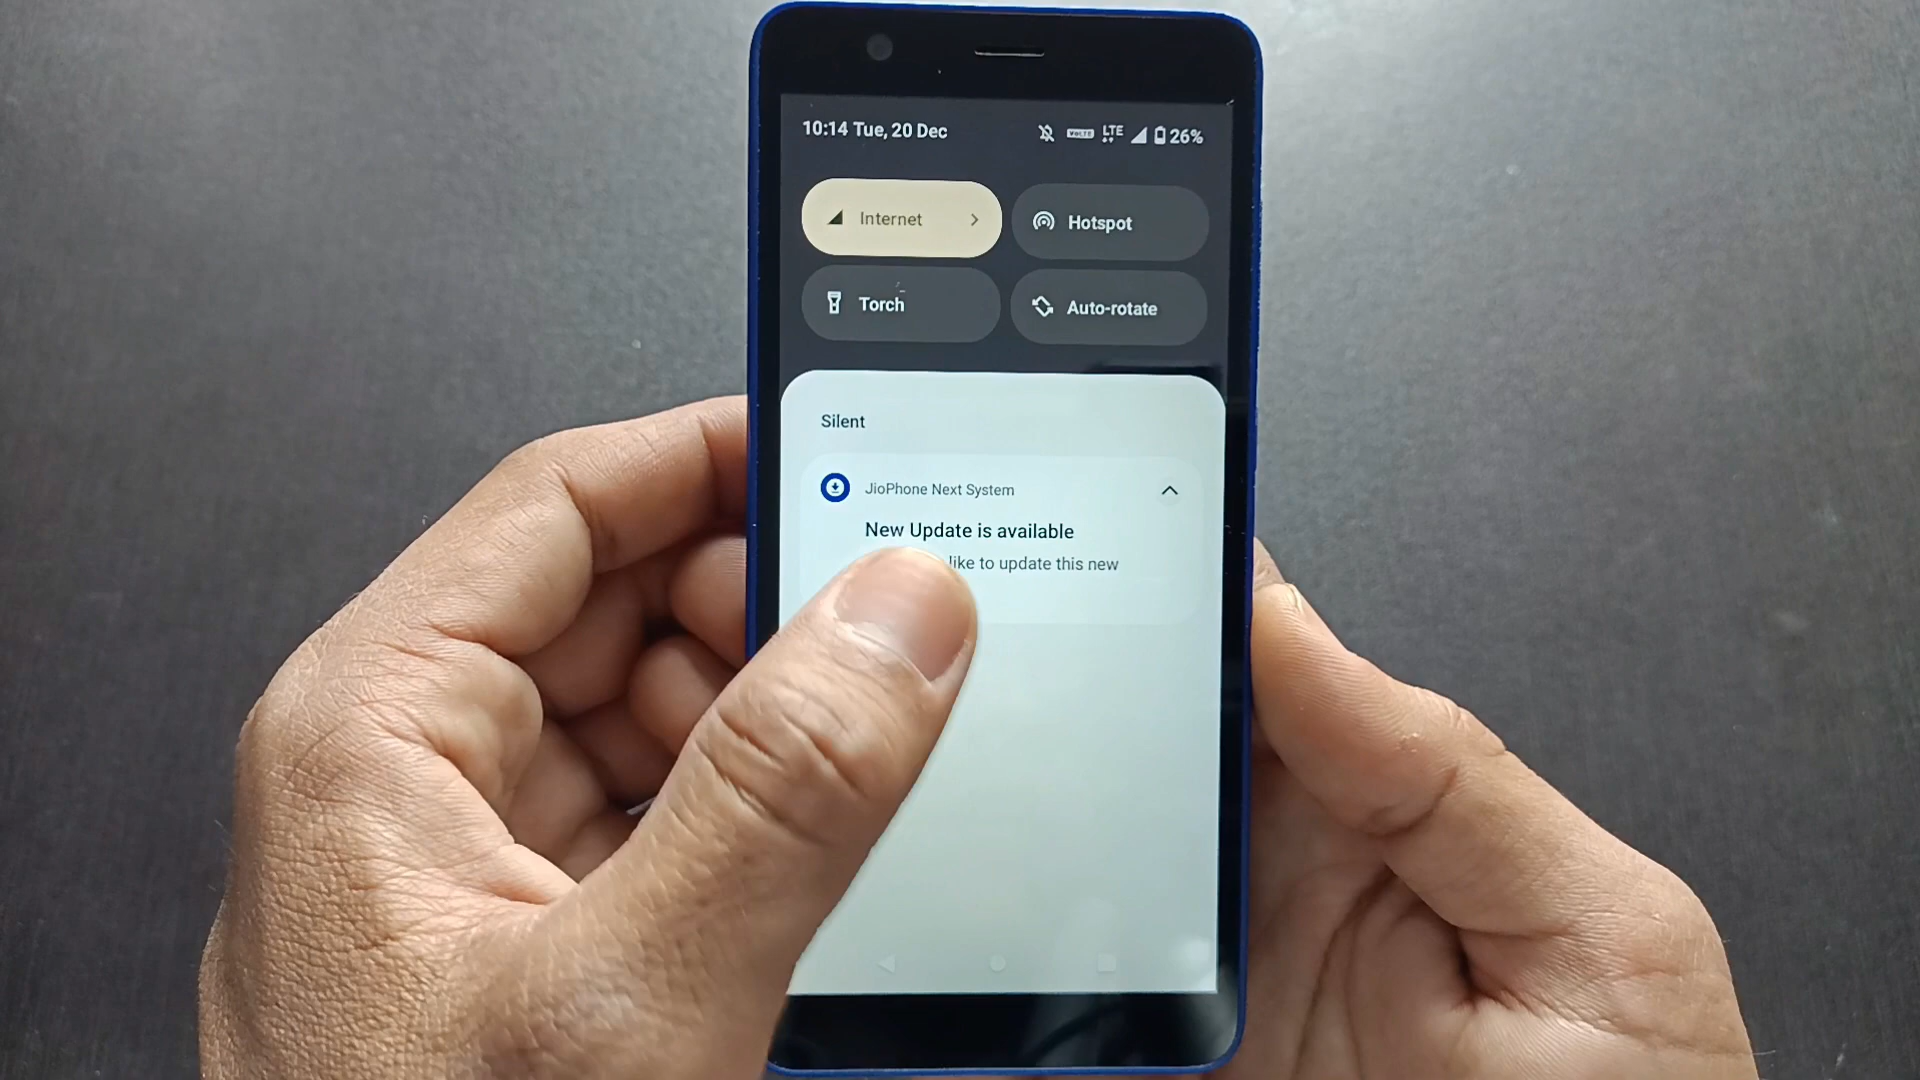 10:14 Tue, 20 Dec VoLTE LTE 26%
Internet Hotspot
Torch Auto-rotate
Silent
JioPhone Next System
New Update is available
like to update this new